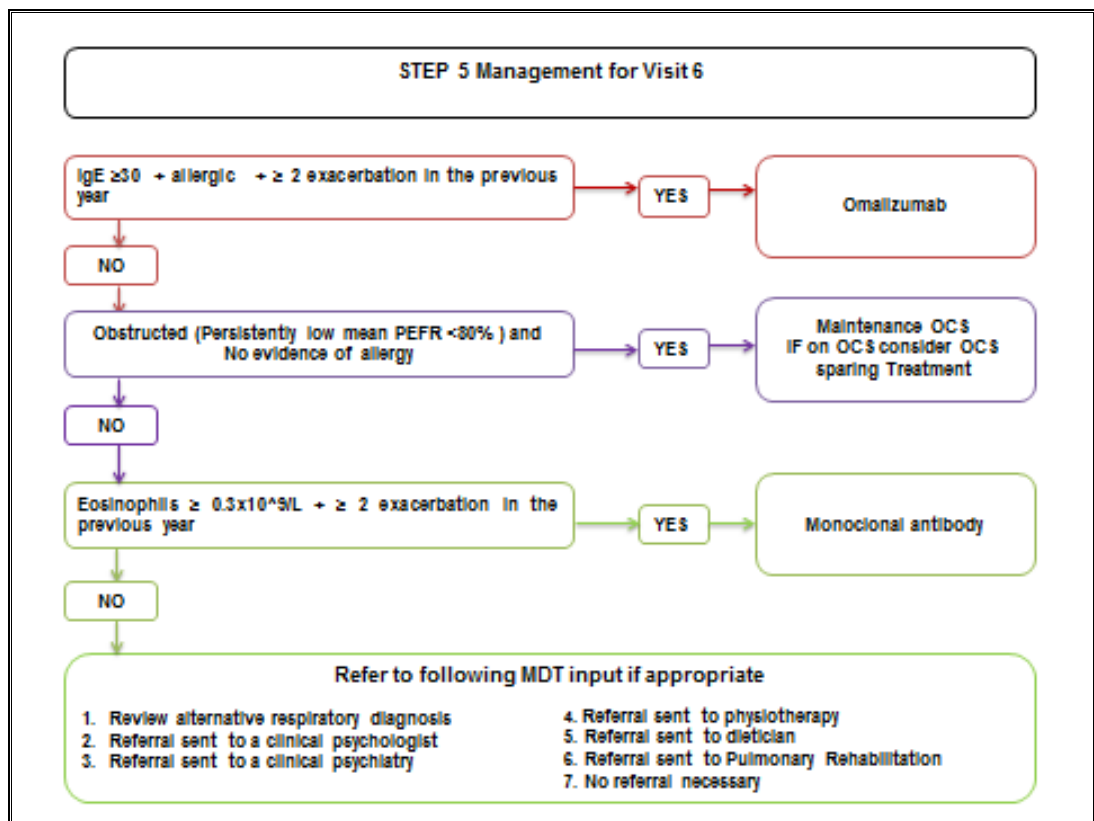 STEP 5 Management for Visit 6
IgE ≥30 + allergic + ≥ 2 exacerbation in the previous
year
YES
Omalizumab
NO
Obstructed (Persistently low mean PEFR <80% ) and
No evidence of allergy
YES
Maintenance OCS
IF on OCS consider OCS
sparing Treatment
NO
Eosinophils ≥ 0.3x10^9/L + ≥ 2 exacerbation in the
previous year
YES
Monoclonal antibody
NO
Refer to following MDT input if appropriate
1. Review alternative respiratory diagnosis
2. Referral sent to a clinical psychologist
3. Referral sent to a clinical psychiatry
4. Referral sent to physiotherapy
5. Referral sent to dietician
6. Referral sent to Pulmonary Rehabilitation
7. No referral necessary